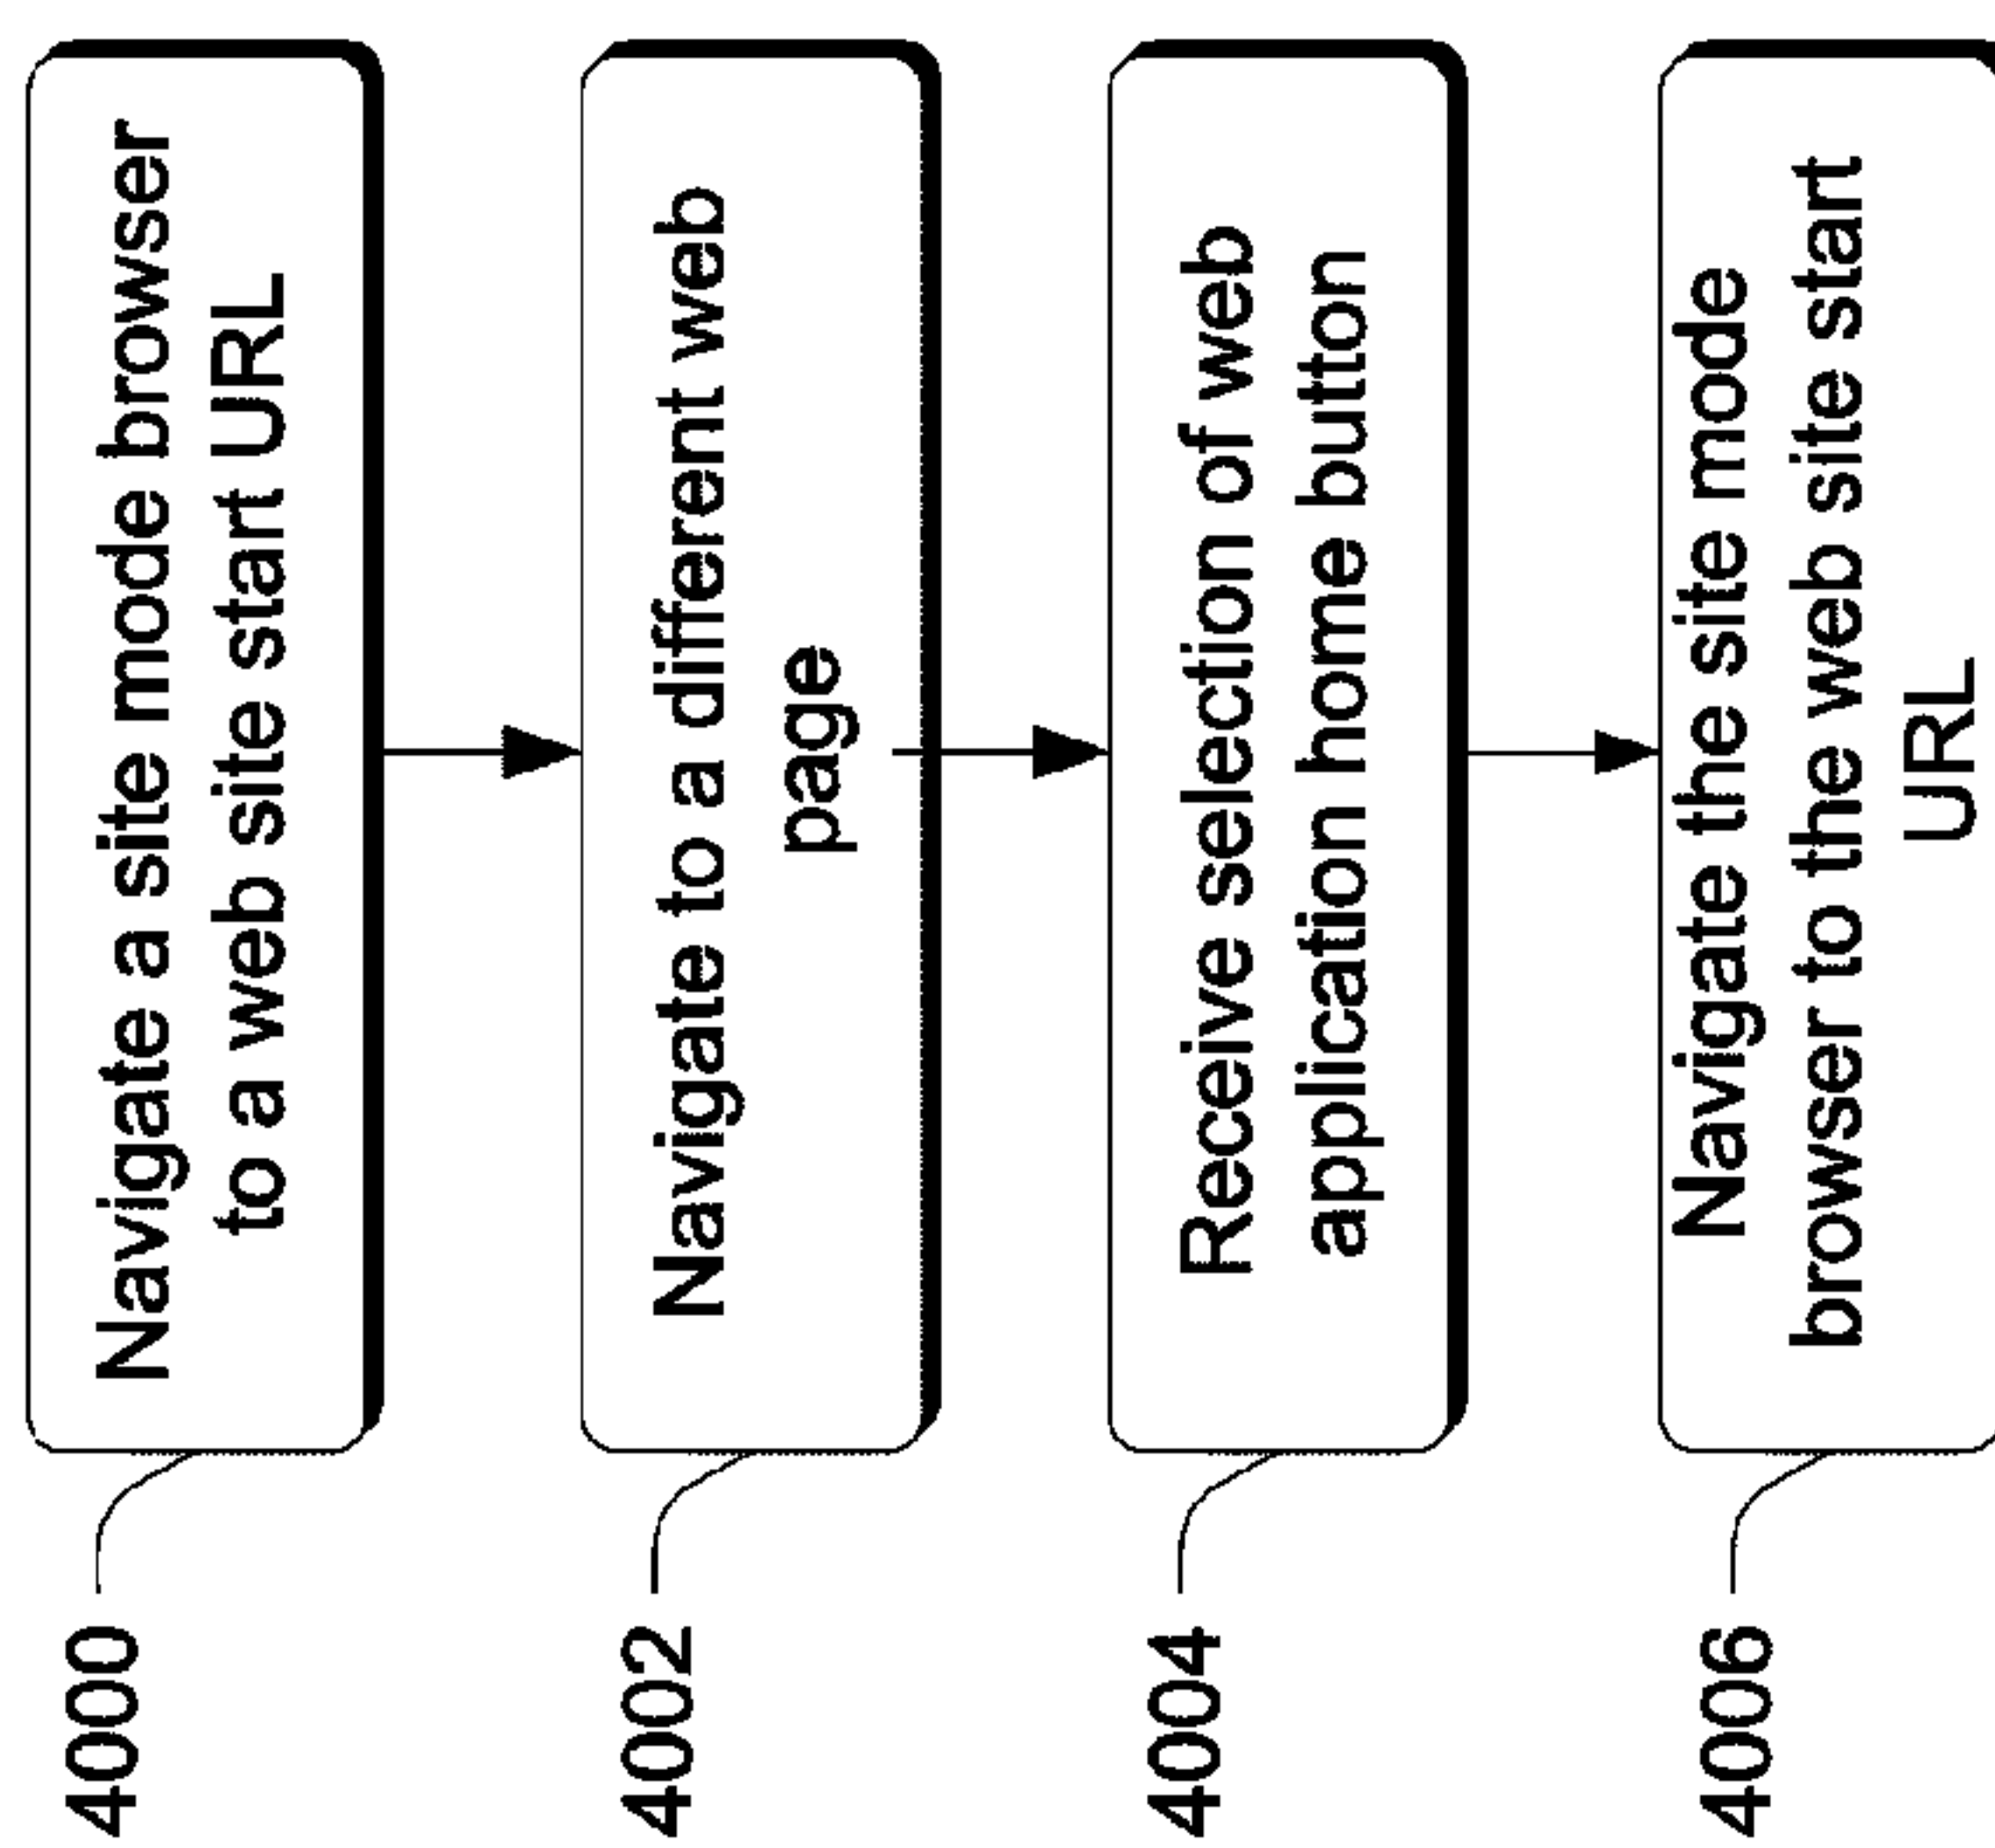 4000
Navigate a site mode browser
to a web site start URL
4002
Navigate to a different web
page
4004
Receive selection of web
application home button
4006
Navigate the site mode
browser to the web site start
URL